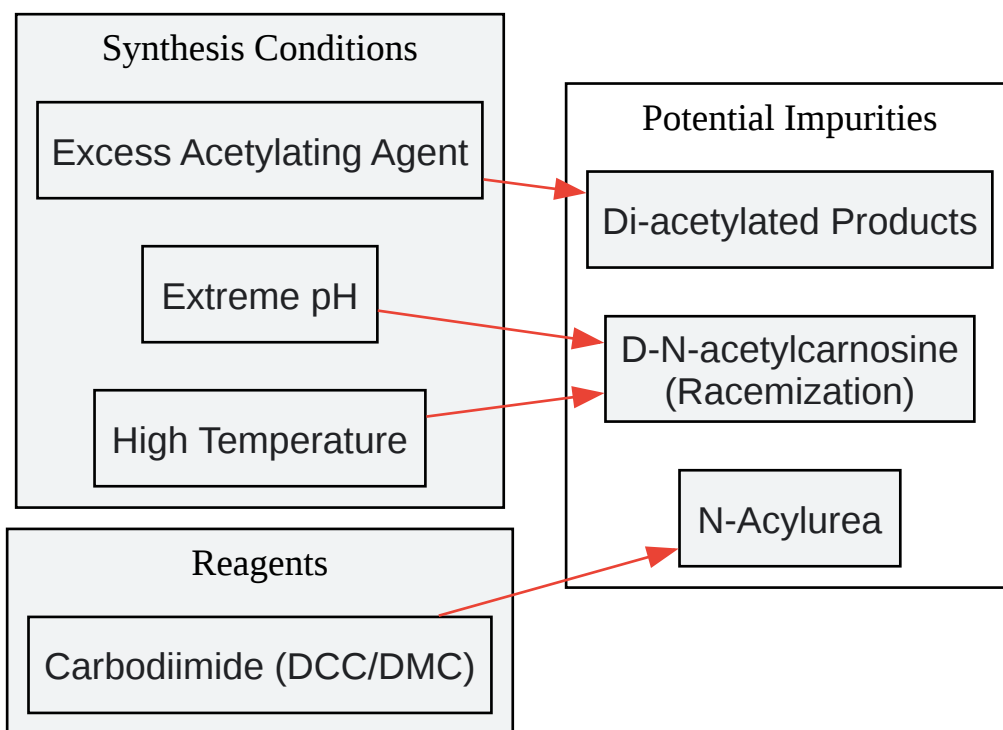 Synthesis Conditions
Excess Acetylating Agent
Extreme pH
High Temperature
Reagents
Carbodiimide (DCC/DMC)
Potential Impurities
Di-acetylated Products
D-N-acetylcarnosine
(Racemization)
N-Acylurea